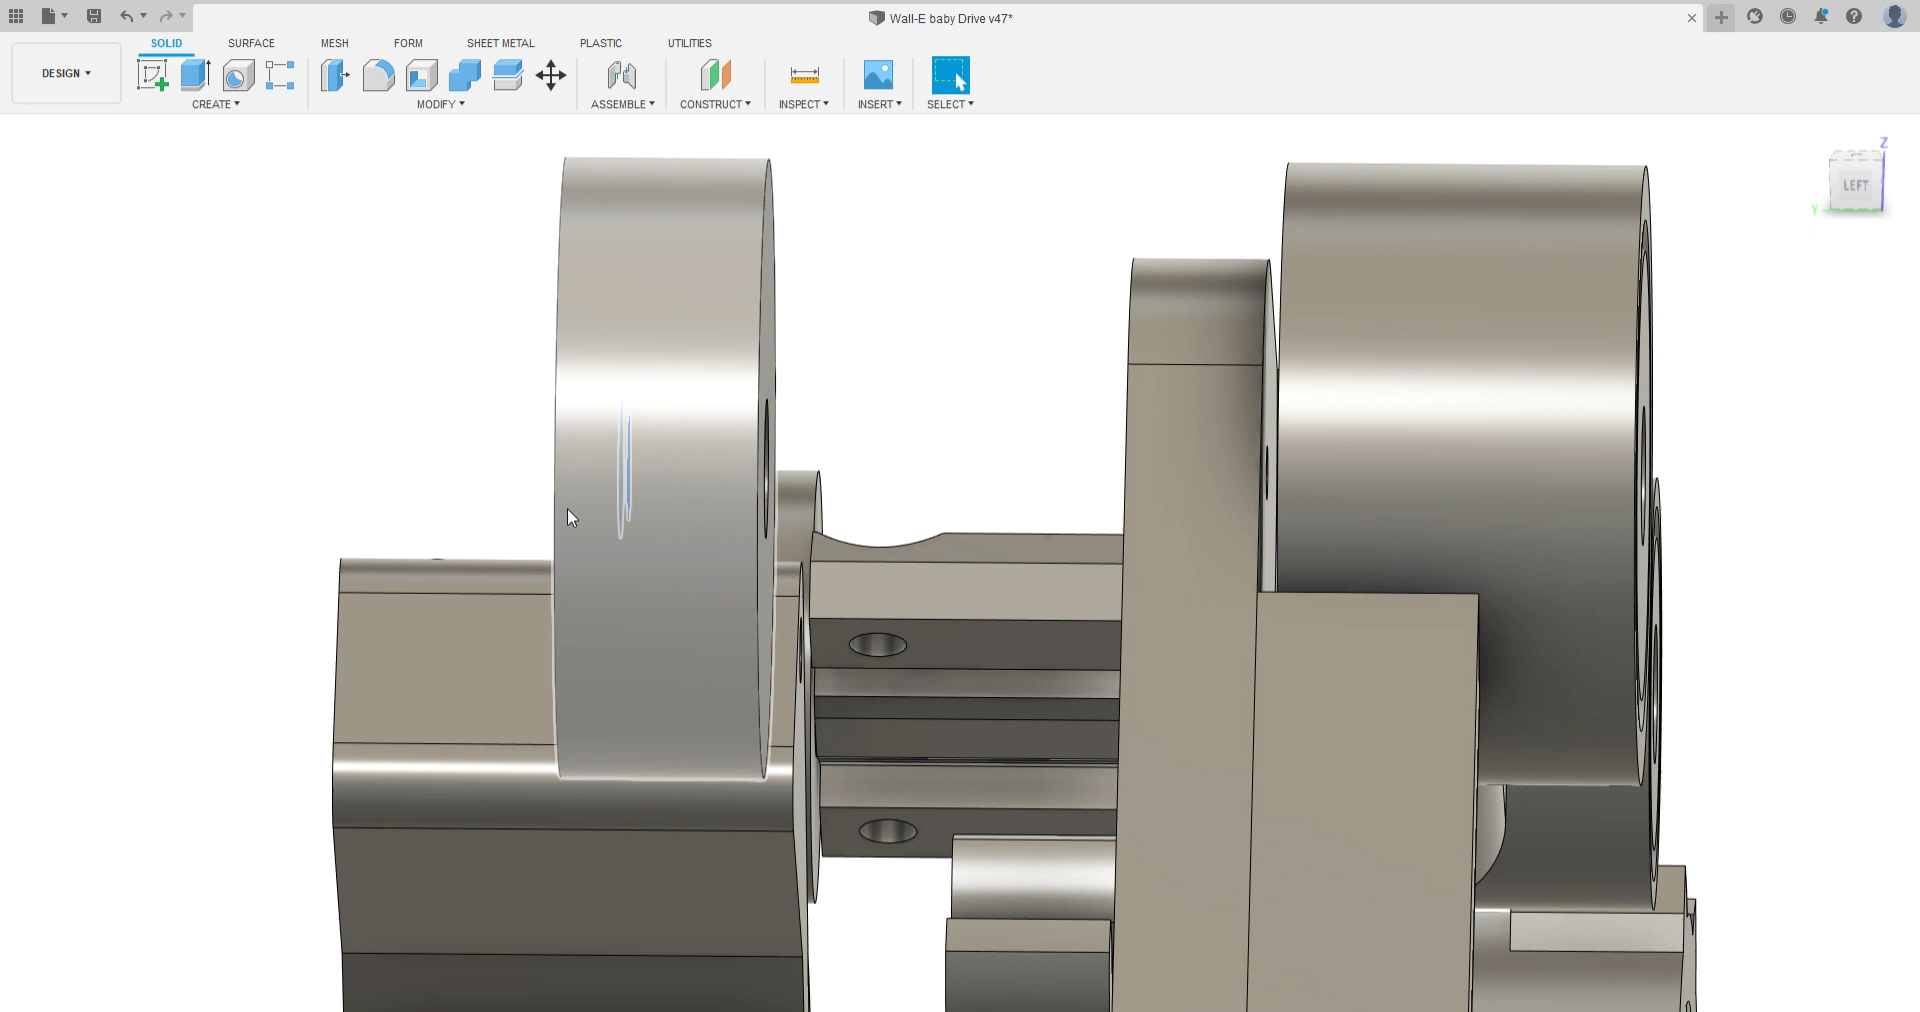 Wall-E baby Drive v47*
SOLID SURFACE MESH FORM SHEET METAL PLASTIC UTILITIES
DESIGN
CREATE MODIFY ASSEMBLE CONSTRUCT INSPECT INSERT SELECT
Z
LEFT
Y